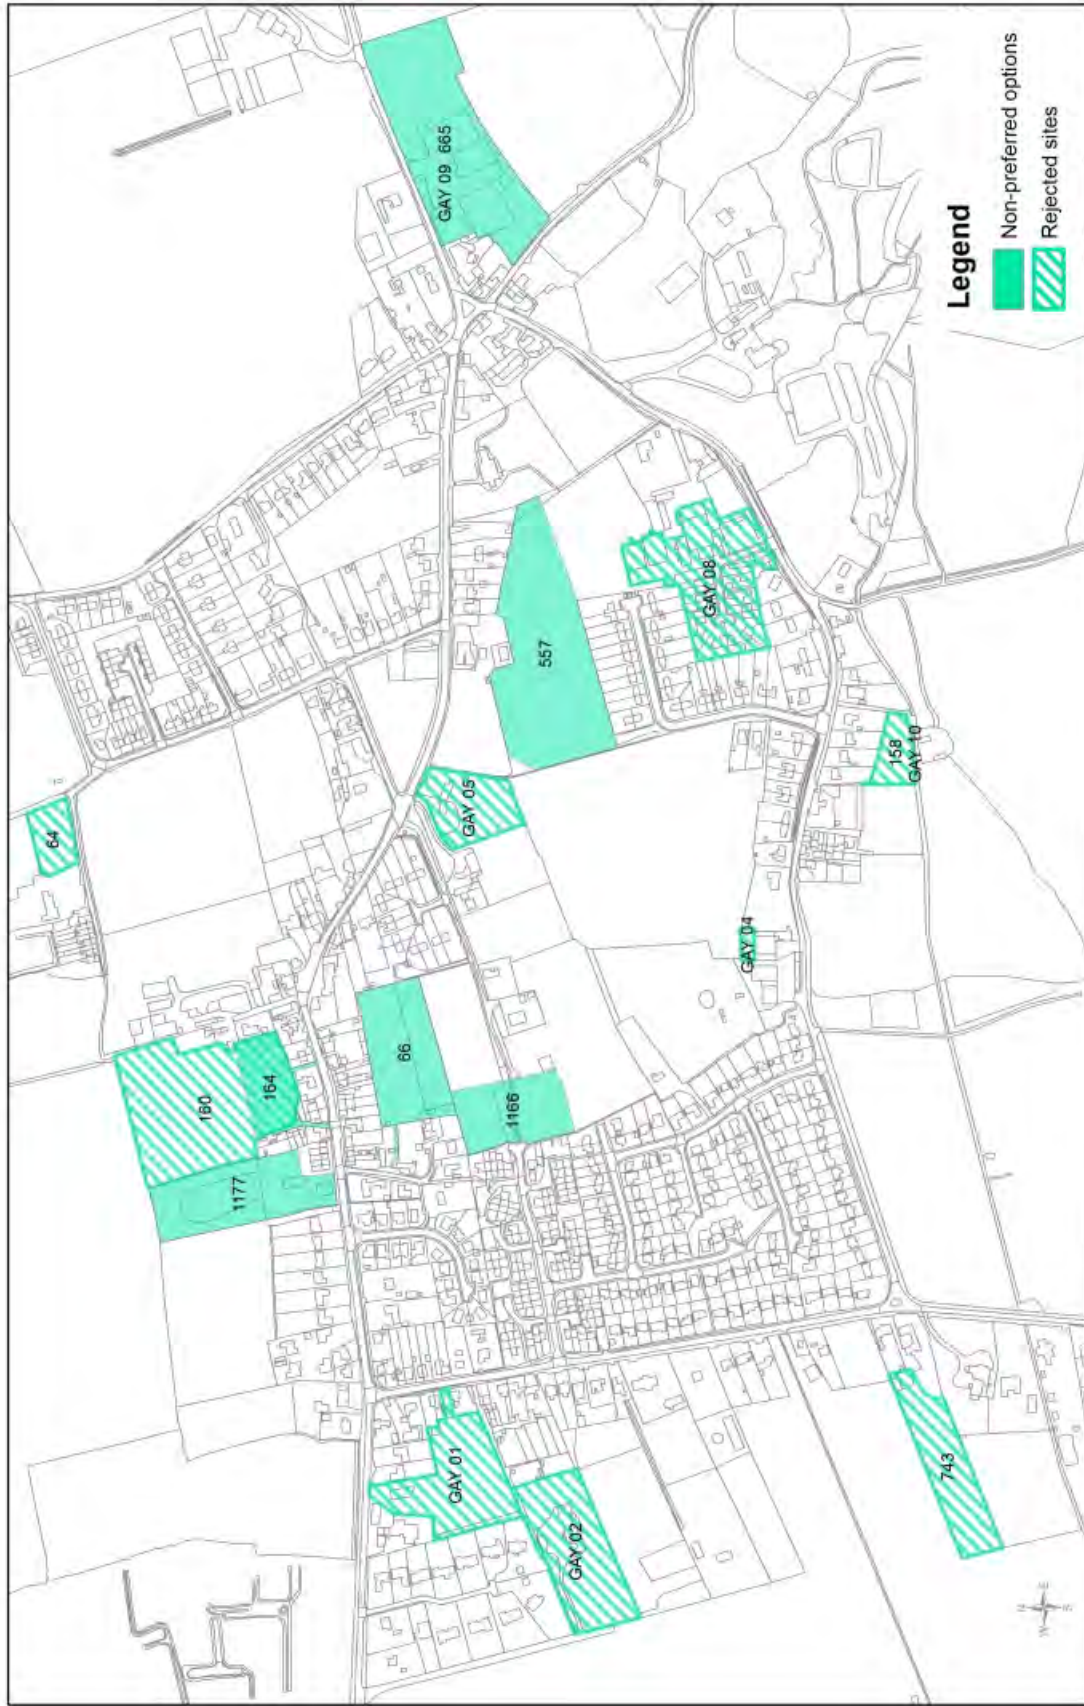 64
160
1177
164
66
GAY 09 665
GAY 01
GAY 05
1166
557
GAY 02
GAY 08
GAY 04
158
GAY 10
743
Legend
Non-preferred options
Rejected sites
N
W
E
S